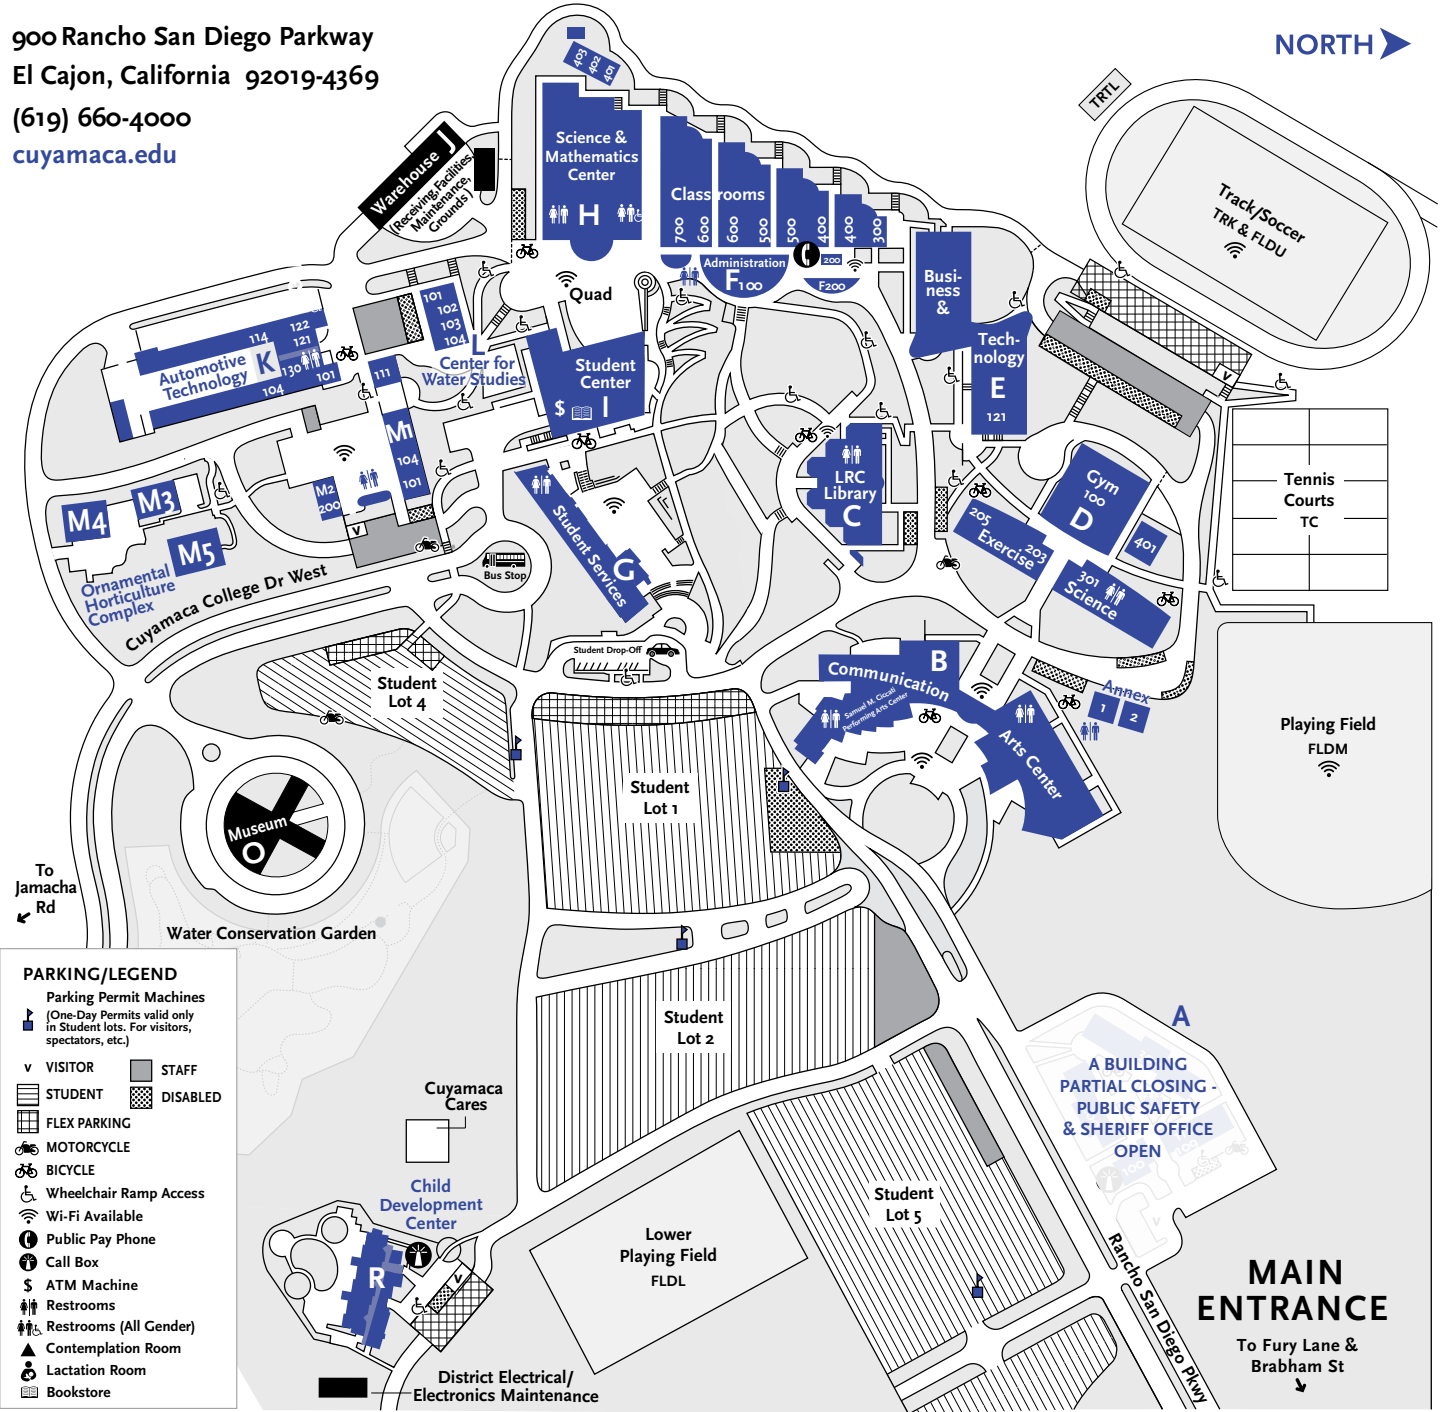 900 Rancho San Diego Parkway
El Cajon, California 92019-4369
(619) 660-4000
cuyamaca.edu
NORTH
403
402
401
TRTL
Warehouse J
(Receiving, Facilities,
Maintenance,
Grounds)
Science &
Mathematics
Center
H
Classrooms
700
600
600
500
500
400
400
300
Administration
F100
200
F200
Track/Soccer
TRK & FLDU
Quad
Busi-
ness
&
Tech-
nology
E
121
101
102
103
104
L
Center for
Water Studies
114
122
121
Automotive
Technology
K
130
104
101
111
Student
Center
$ I
M1
104
101
M2
200
V
V
M4
M3
M5
Ornamental
Horticulture
Complex
Cuyamaca College Dr West
Bus Stop
Student Services
G
LRC
Library
C
Gym
100
D
401
205
203
Exercise
301
Science
Tennis
Courts
TC
Student Drop-Off
Student
Lot 4
B
Communication
Samuel M. Ciccati
Performing Arts Center
Arts Center
Annex
1
2
Playing Field
FLDM
Student
Lot 1
Museum
O
To
Jamacha
Rd
Water Conservation Garden
Student
Lot 2
A
A BUILDING
PARTIAL CLOSING -
PUBLIC SAFETY
& SHERIFF OFFICE
OPEN
100
100
V
Cuyamaca
Cares
Child
Development
Center
R
V
Student
Lot 5
Lower
Playing Field
FLDL
Rancho San Diego Pkwy
MAIN
ENTRANCE
To Fury Lane &
Brabham St
District Electrical/
Electronics Maintenance
PARKING/LEGEND
Parking Permit Machines
(One-Day Permits valid only
in Student lots. For visitors,
spectators, etc.)
V VISITOR
STAFF
STUDENT
DISABLED
FLEX PARKING
MOTORCYCLE
BICYCLE
Wheelchair Ramp Access
Wi-Fi Available
Public Pay Phone
Call Box
$ ATM Machine
Restrooms
Restrooms (All Gender)
Contemplation Room
Lactation Room
Bookstore